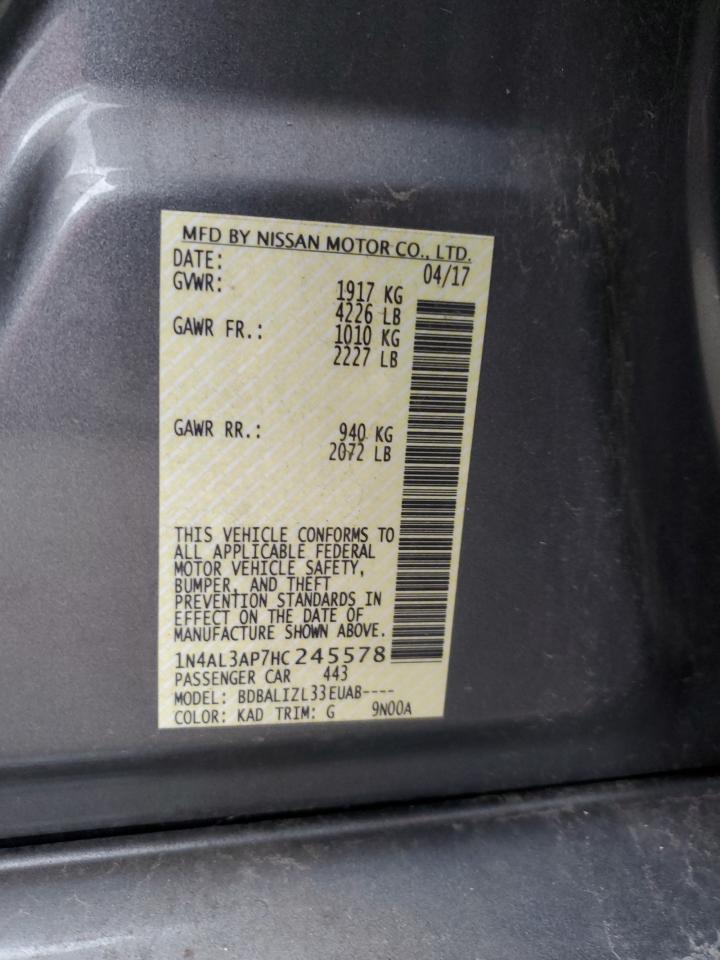 MFD BY NISSAN MOTOR CO., LTD.
DATE: 04/17
GVWR: 1917 KG
4226 LB
GAWR FR.: 1010 KG
2227 LB
GAWR RR.: 940 KG
2072 LB
THIS VEHICLE CONFORMS TO
ALL APPLICABLE FEDERAL
MOTOR VEHICLE SAFETY,
BUMPER, AND THEFT
PREVENTION STANDARDS IN
EFFECT ON THE DATE OF
MANUFACTURE SHOWN ABOVE.
1N4AL3AP7HC245578
PASSENGER CAR 443
MODEL: BDBALIZL33EUAB----
COLOR: KAD TRIM: G 9N00A